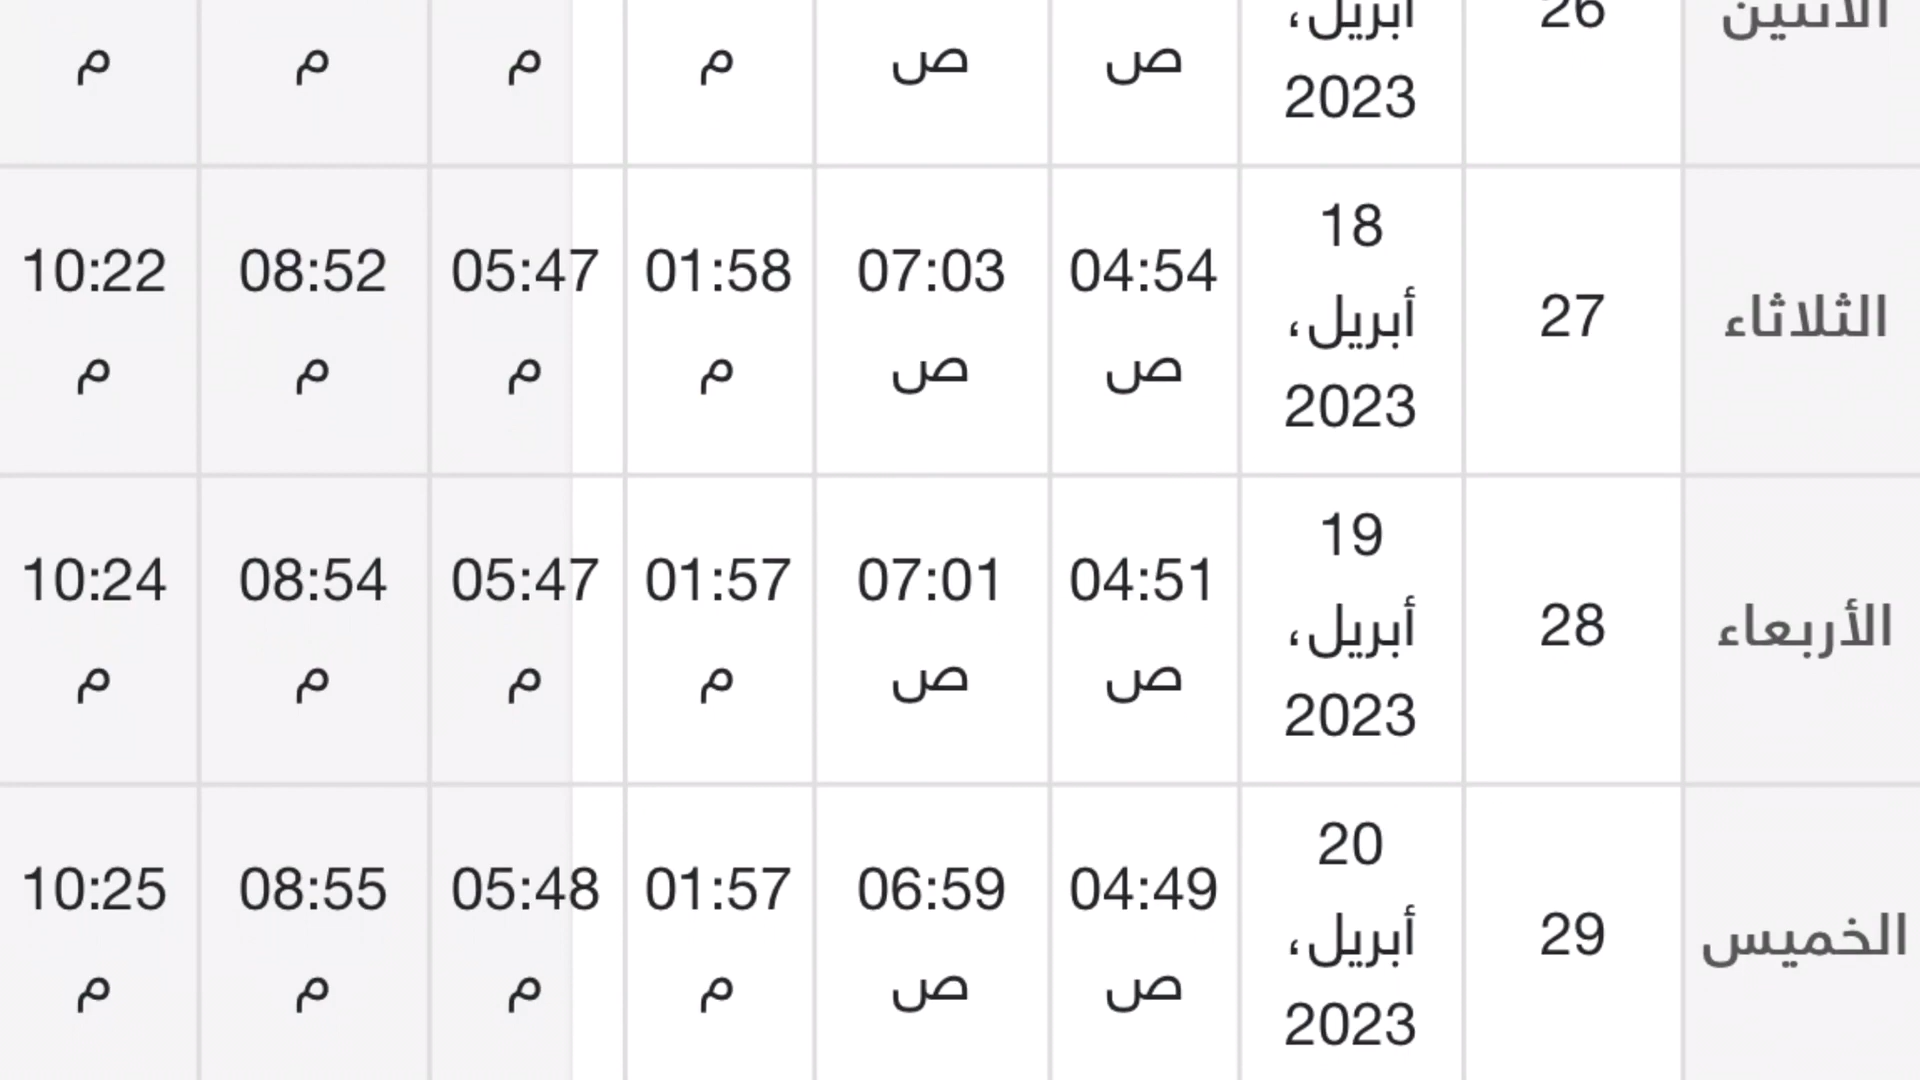 الاثنين
26
أبريل،
2023
ص
ص
م
م
م
م
الثلاثاء
27
18
أبريل،
2023
04:54
ص
07:03
ص
01:58
م
05:47
م
08:52
م
10:22
م
الأربعاء
28
19
أبريل،
2023
04:51
ص
07:01
ص
01:57
م
05:47
م
08:54
م
10:24
م
الخميس
29
20
أبريل،
2023
04:49
ص
06:59
ص
01:57
م
05:48
م
08:55
م
10:25
م